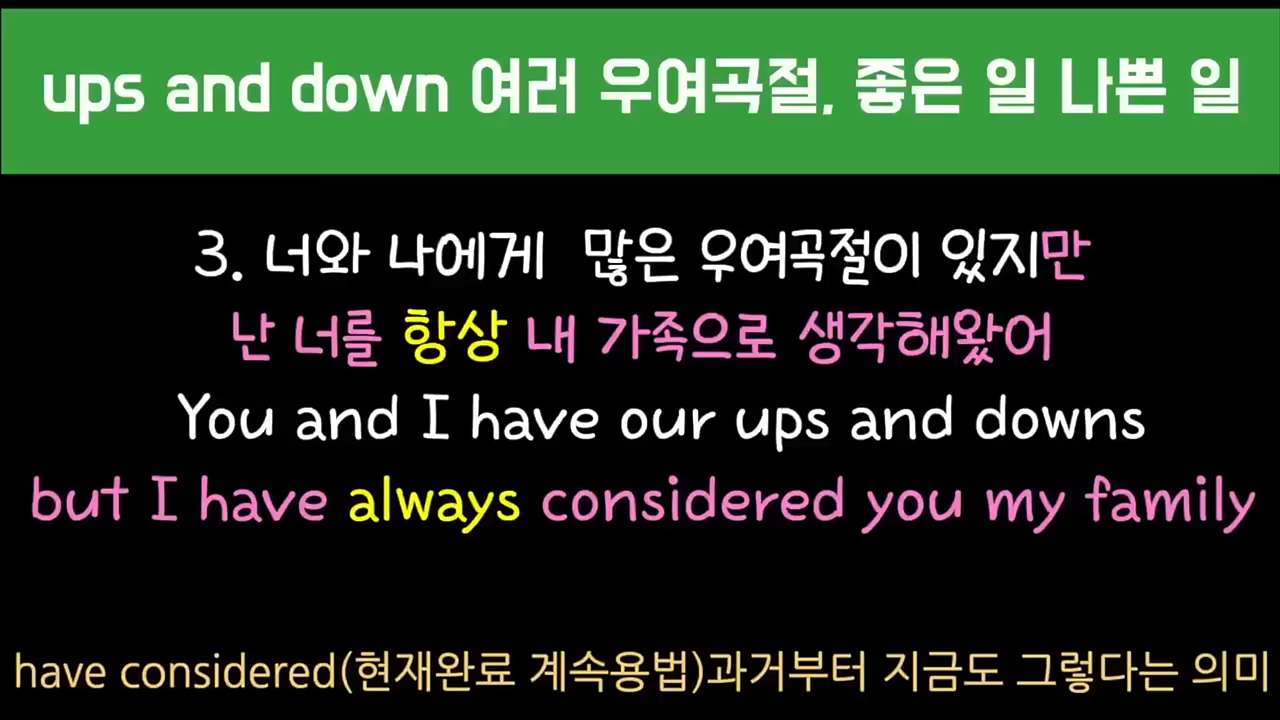 ups and down 여러 우여곡절, 좋은 일 나쁜 일
3. 너와 나에게 많은 우여곡절이 있지만
난 너를 항상 내 가족으로 생각해왔어
You and I have our ups and downs
but I have always considered you my family
have considered(현재완료 계속용법)과거부터 지금도 그렇다는 의미